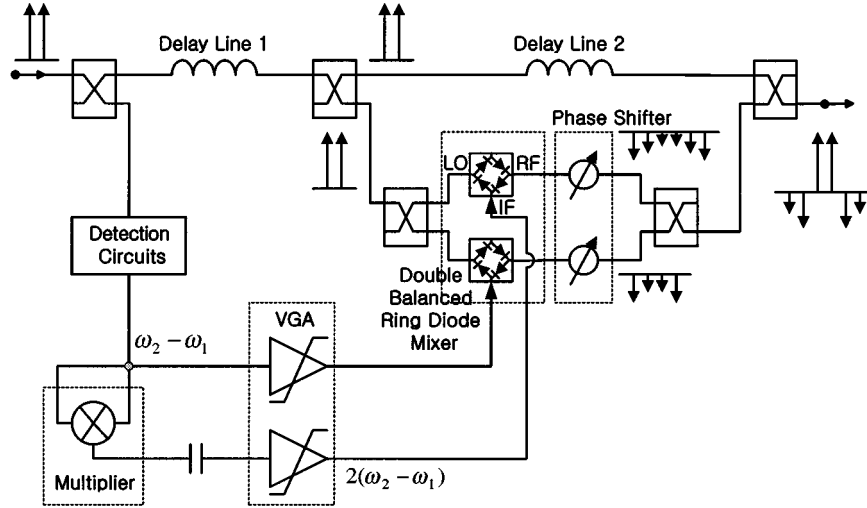 Delay Line 1
Delay Line 2
Phase Shifter
LO
RF
IF
Detection
Circuits
Double
Balanced
Ring Diode
Mixer
VGA
ω₂ − ω₁
Multiplier
2(ω₂ − ω₁)